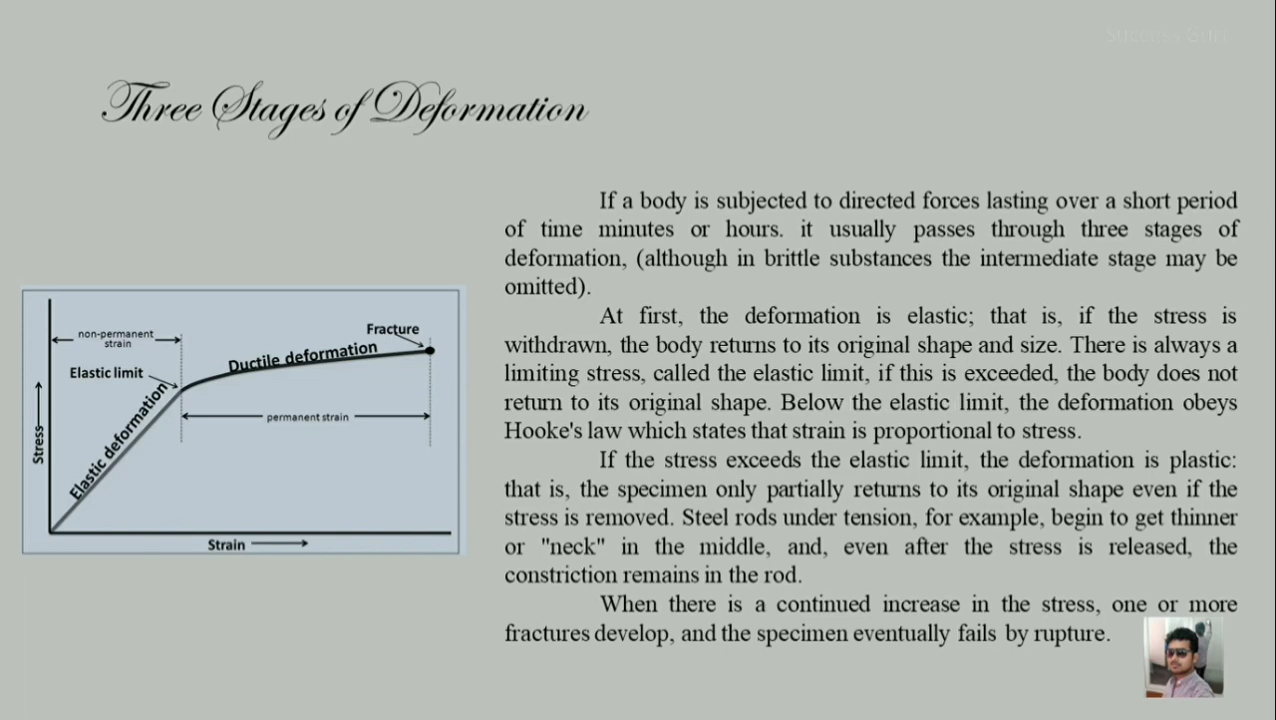 Success Guru
Three Stages of Deformation
If a body is subjected to directed forces lasting over a short period
of time minutes or hours. it usually passes through three stages of
deformation, (although in brittle substances the intermediate stage may be
omitted).
At first, the deformation is elastic; that is, if the stress is
withdrawn, the body returns to its original shape and size. There is always a
limiting stress, called the elastic limit, if this is exceeded, the body does not
return to its original shape. Below the elastic limit, the deformation obeys
Hooke's law which states that strain is proportional to stress.
If the stress exceeds the elastic limit, the deformation is plastic:
that is, the specimen only partially returns to its original shape even if the
stress is removed. Steel rods under tension, for example, begin to get thinner
or "neck" in the middle, and, even after the stress is released, the
constriction remains in the rod.
When there is a continued increase in the stress, one or more
fractures develop, and the specimen eventually fails by rupture.
non-permanent
strain
Fracture
Ductile deformation
Elastic limit
permanent strain
Elastic deformation
Stress
Strain